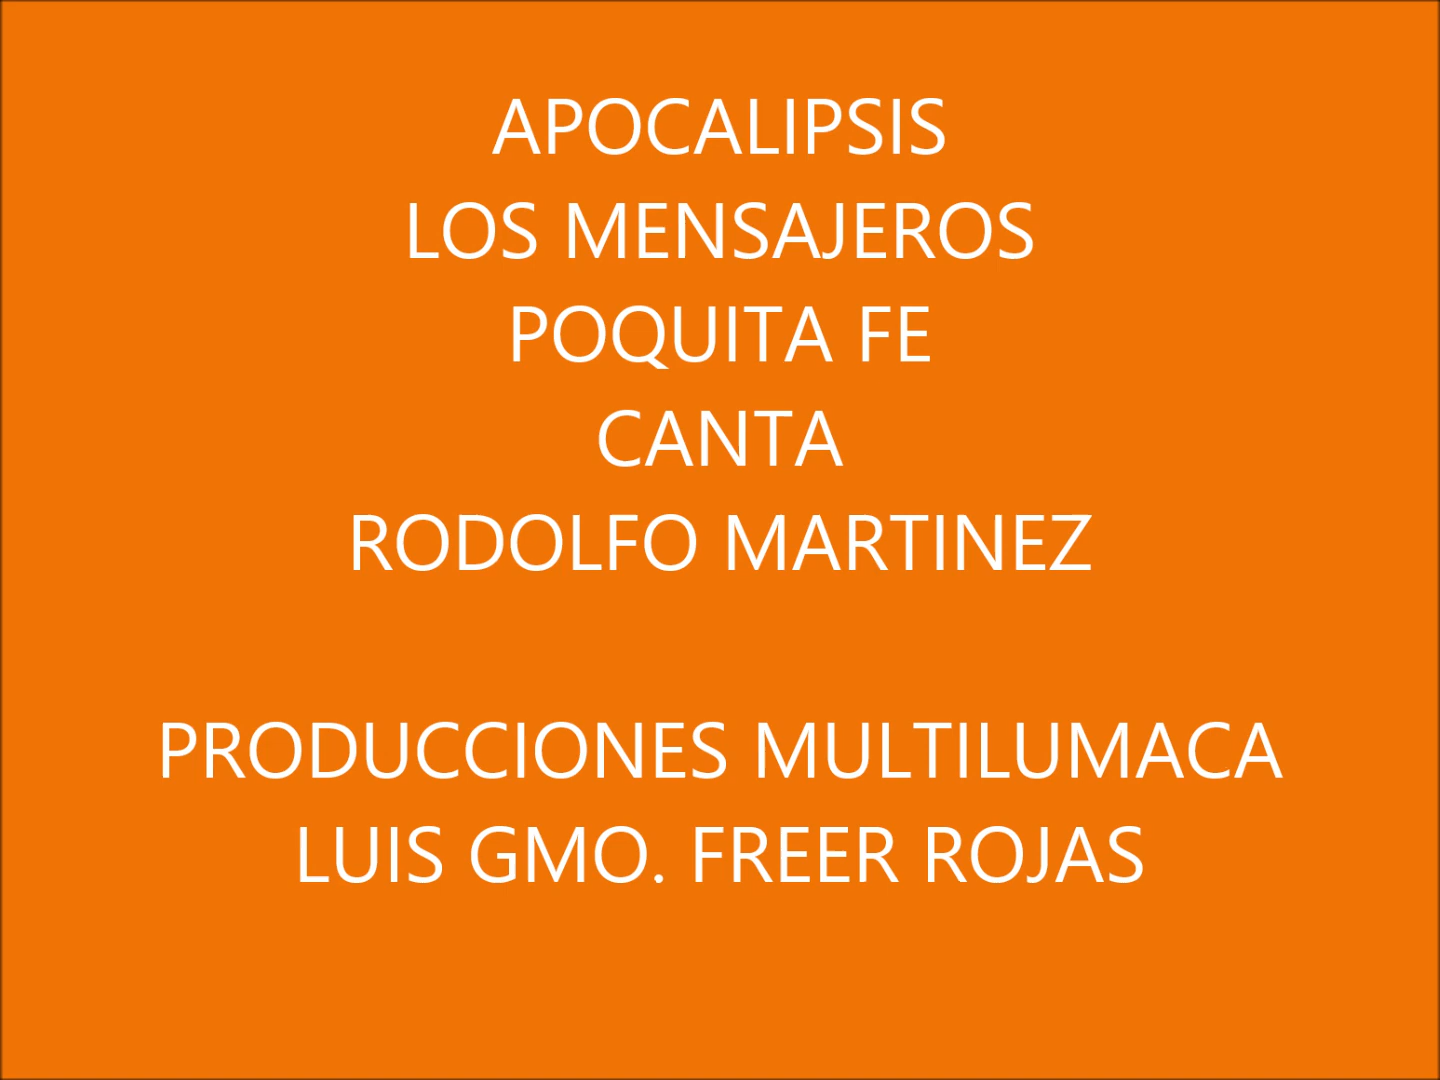 APOCALIPSIS
LOS MENSAJEROS
POQUITA FE
CANTA
RODOLFO MARTINEZ
PRODUCCIONES MULTILUMACA
LUIS GMO. FREER ROJAS